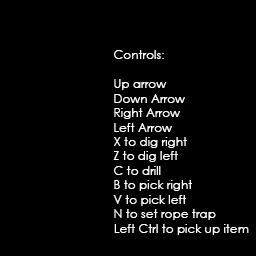 Controls:
Up arrow
Down Arrow
Right Arrow
Left Arrow
X to dig right
Z to dig left
C to drill
B to pick right
V to pick left
N to set rope trap
Left Ctrl to pick up item